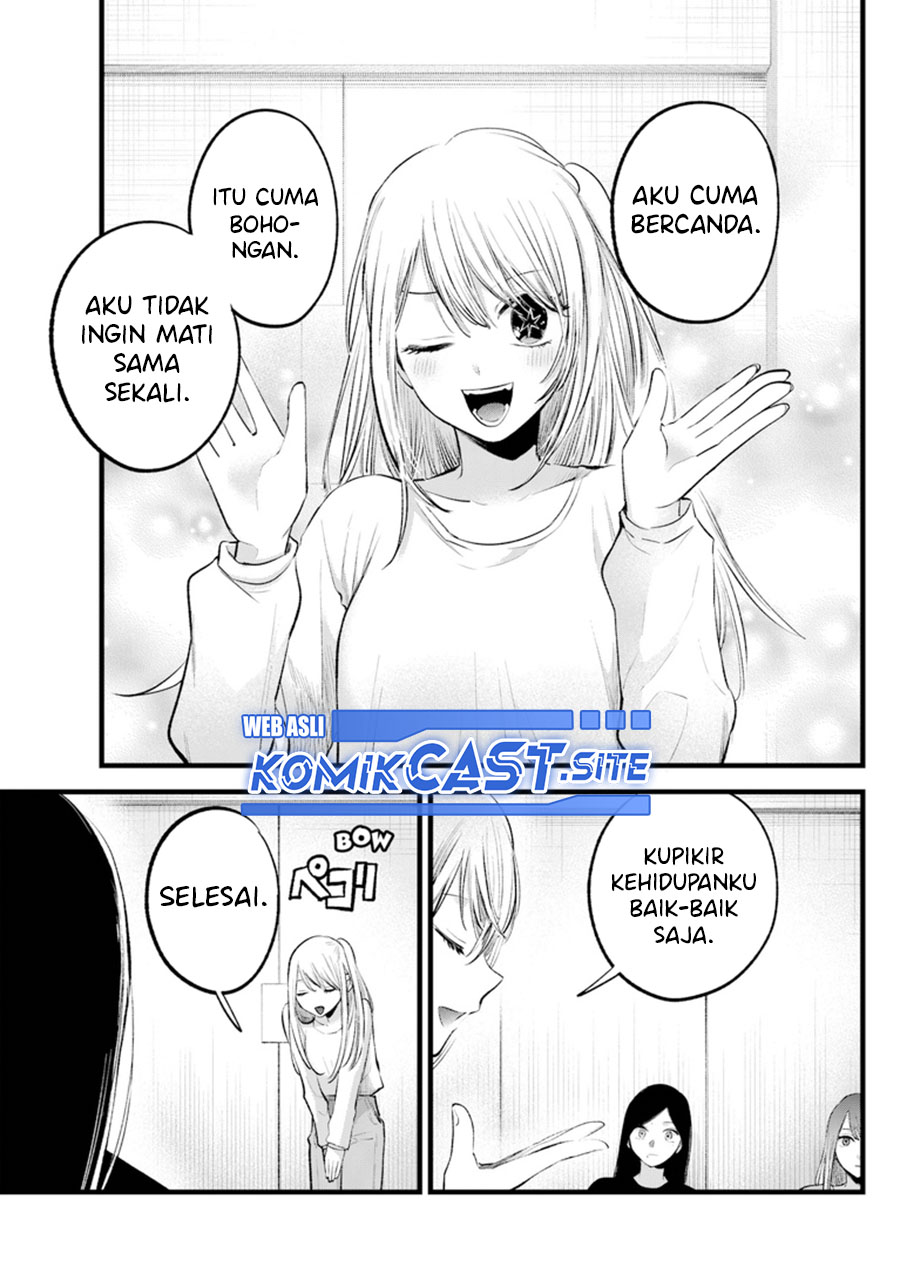 AKU CUMA
BERCANDA.
ITU CUMA
BOHO-
NGAN.
AKU TIDAK
INGIN MATI
SAMA
SEKALI.
WEB ASLI
KOMIKCAST.SITE
KUPIKIR
KEHIDUPANKU
BAIK-BAIK
SAJA.
BOW
ペコリ
SELESAI.